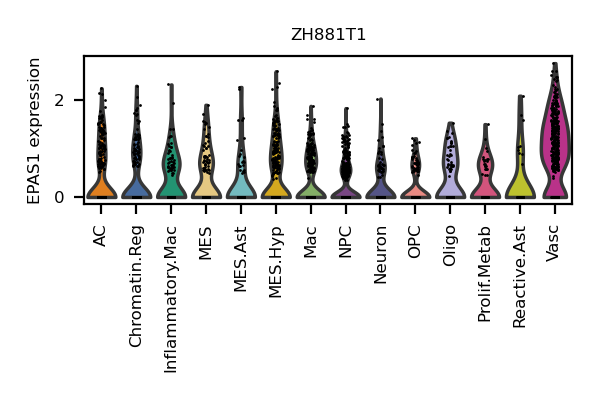 ZH881T1
EPAS1 expression
2
0
AC
Chromatin.Reg
Inflammatory.Mac
MES
MES.Ast
MES.Hyp
Mac
NPC
Neuron
OPC
Oligo
Prolif.Metab
Reactive.Ast
Vasc